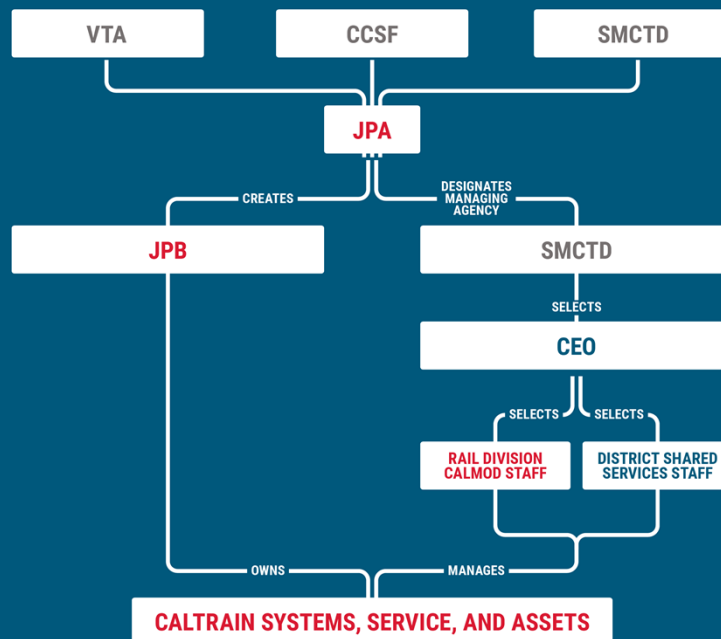 VTA
CCSF
SMCTD
JPA
CREATES
DESIGNATES
MANAGING
AGENCY
JPB
SMCTD
SELECTS
CEO
SELECTS
SELECTS
RAIL DIVISION
CALMOD STAFF
DISTRICT SHARED
SERVICES STAFF
OWNS
MANAGES
CALTRAIN SYSTEMS, SERVICE, AND ASSETS